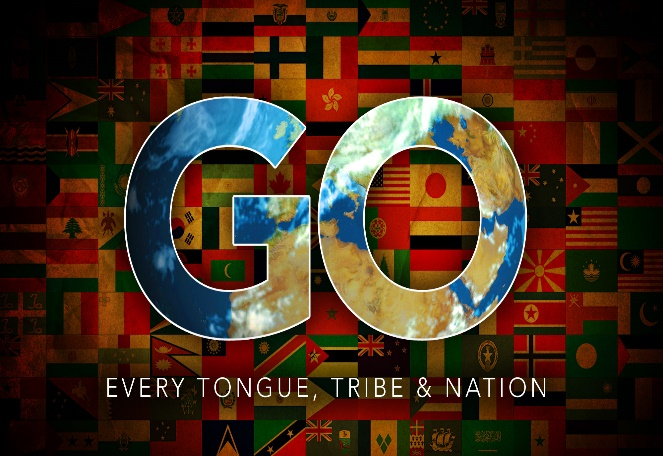 GO
EVERY TONGUE, TRIBE & NATION